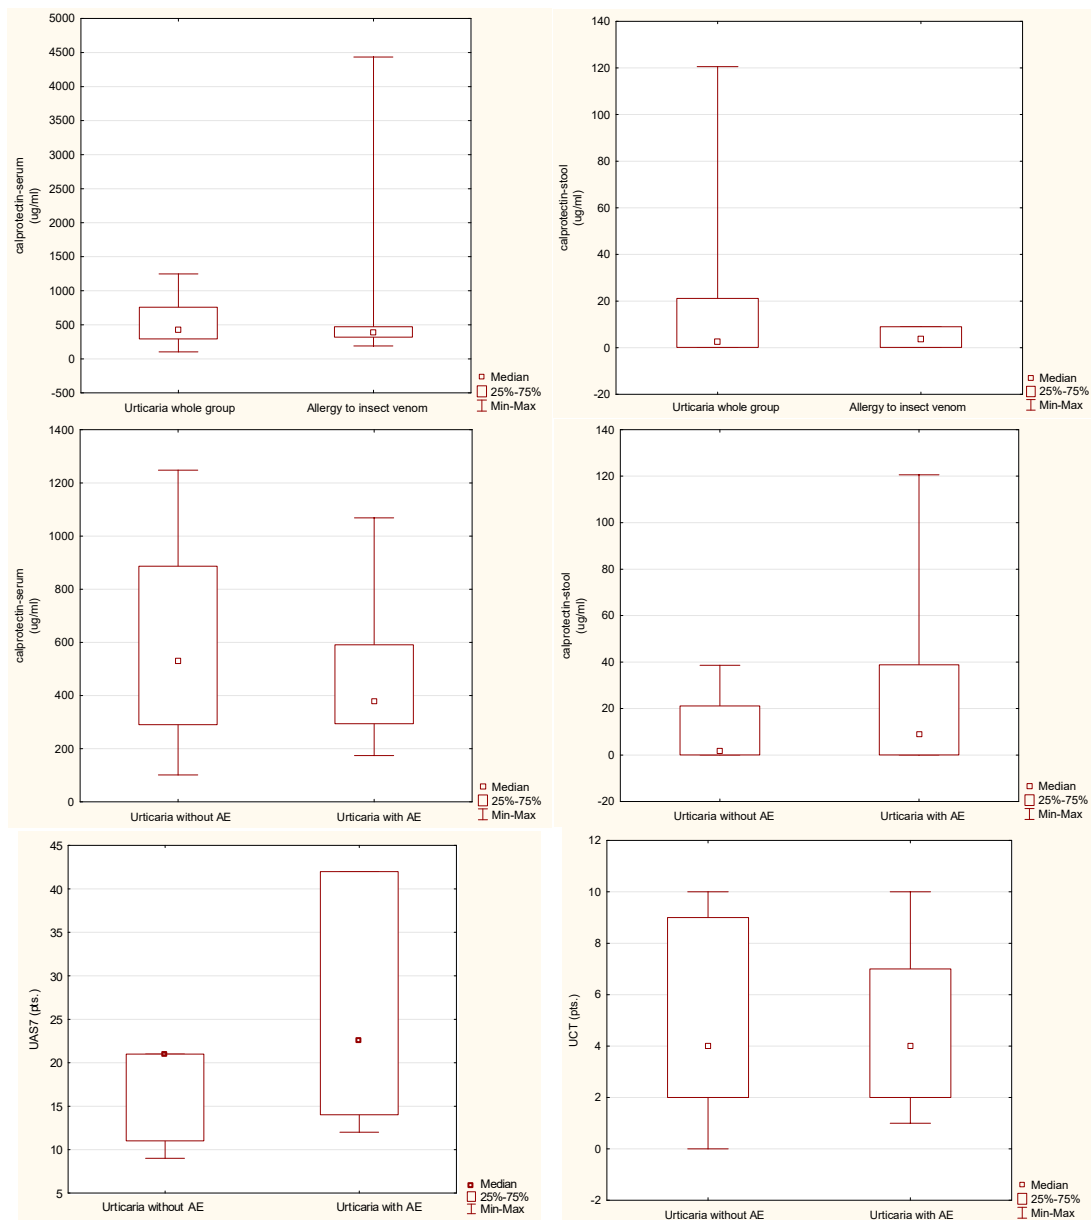 5000
4500
4000
3500
3000
2500
2000
1500
1000
500
0
-500
calprotectin-serum
(ug/ml)
Urticaria whole group
Allergy to insect venom
Median
25%-75%
Min-Max
140
120
100
80
60
40
20
0
-20
calprotectin-stool
(ug/ml)
Urticaria whole group
Allergy to insect venom
Median
25%-75%
Min-Max
1400
1200
1000
800
600
400
200
0
calprotectin-serum
(ug/ml)
Urticaria without AE
Urticaria with AE
Median
25%-75%
Min-Max
140
120
100
80
60
40
20
0
-20
calprotectin-stool
(ug/ml)
Urticaria without AE
Urticaria with AE
Median
25%-75%
Min-Max
45
40
35
30
25
20
15
10
5
UAS7 (pts.)
Urticaria without AE
Urticaria with AE
Median
25%-75%
Min-Max
12
10
8
6
4
2
0
-2
UCT (pts.)
Urticaria without AE
Urticaria with AE
Median
25%-75%
Min-Max